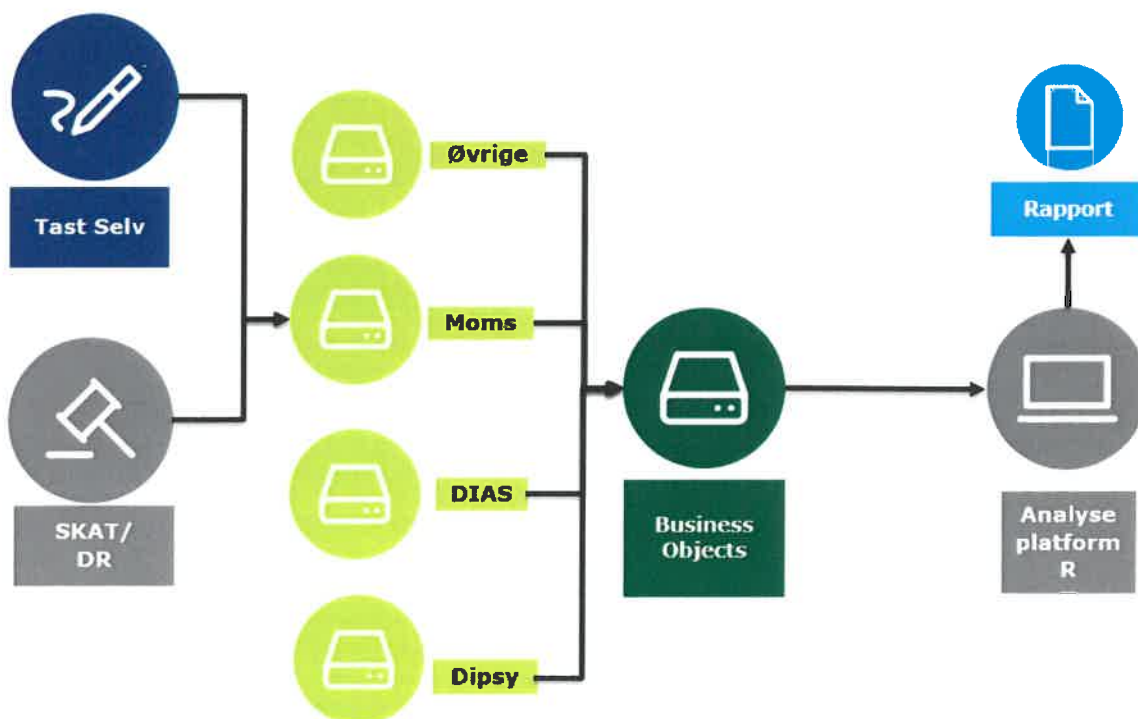 Tast Selv
SKAT/
DR
Øvrige
Moms
DIAS
Dipsy
Business
Objects
Rapport
Analyse
platform
R